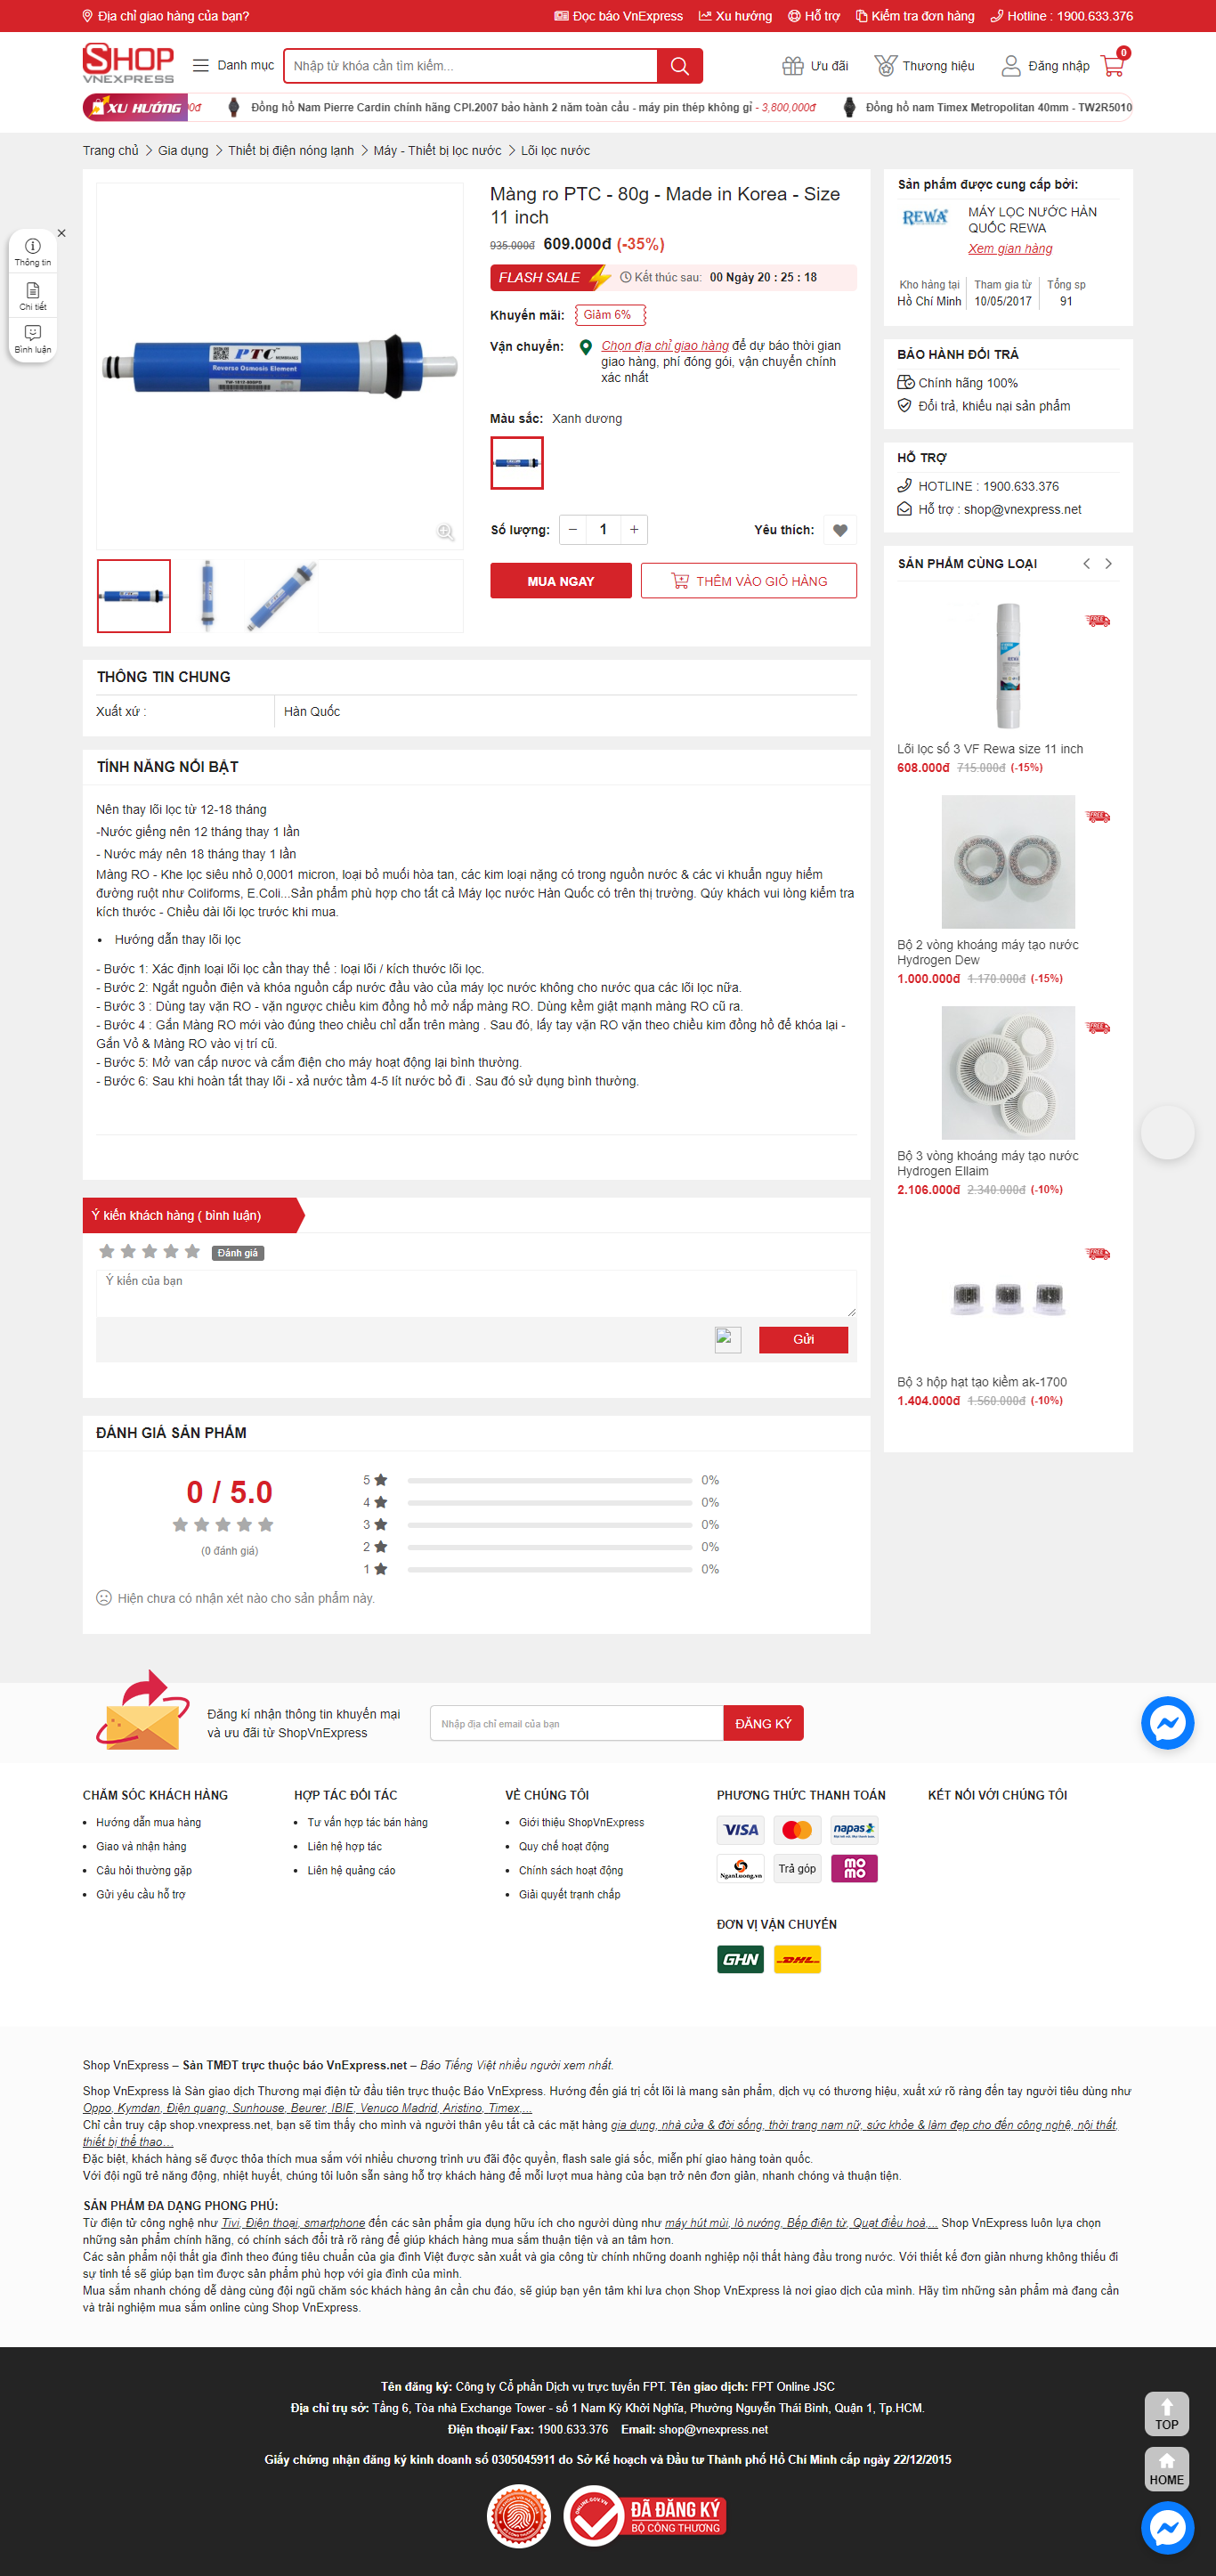 Địa chỉ giao hàng của bạn?
Đọc báo VnExpress
Xu hướng
Hỗ trợ
Kiểm tra đơn hàng
Hotline : 1900.633.376
SHOP
VNEXPRESS
Danh mục
Nhập từ khóa cần tìm kiếm...
Ưu đãi
Thương hiệu
Đăng nhập
0
XU HƯỚNG
Đồng hồ Nam Pierre Cardin chính hãng CPI.2007 bảo hành 2 năm toàn cầu - máy pin thép không gỉ - 3,800,000đ
Đồng hồ nam Timex Metropolitan 40mm - TW2R5010
Trang chủ > Gia dụng > Thiết bị điện nóng lạnh > Máy - Thiết bị lọc nước > Lõi lọc nước
Thông tin
Chi tiết
Bình luận
PTC
Reverse Osmosis Element
Màng ro PTC - 80g - Made in Korea - Size
11 inch
935.000đ 609.000đ (-35%)
FLASH SALE
Kết thúc sau: 00 Ngày 20 : 25 : 18
Khuyến mãi: Giảm 6%
Vận chuyển:
Chọn địa chỉ giao hàng để dự báo thời gian
giao hàng, phí đóng gói, vận chuyển chính
xác nhất
Màu sắc: Xanh dương
Số lượng: − 1 +
Yêu thích:
MUA NGAY
THÊM VÀO GIỎ HÀNG
Sản phẩm được cung cấp bởi:
REWA
MÁY LỌC NƯỚC HÀN
QUỐC REWA
Xem gian hàng
Kho hàng tại
Hồ Chí Minh
Tham gia từ
10/05/2017
Tổng sp
91
BẢO HÀNH ĐỔI TRẢ
Chính hãng 100%
Đổi trả, khiếu nại sản phẩm
HỖ TRỢ
HOTLINE : 1900.633.376
Hỗ trợ : shop@vnexpress.net
SẢN PHẨM CÙNG LOẠI
FREE
REWA
Lõi lọc số 3 VF Rewa size 11 inch
608.000đ 715.000đ (-15%)
FREE
Bộ 2 vòng khoáng máy tạo nước
Hydrogen Dew
1.000.000đ 1.170.000đ (-15%)
FREE
Bộ 3 vòng khoáng máy tạo nước
Hydrogen Ellaim
2.106.000đ 2.340.000đ (-10%)
FREE
Bộ 3 hộp hạt tạo kiềm ak-1700
1.404.000đ 1.560.000đ (-10%)
THÔNG TIN CHUNG
Xuất xứ : Hàn Quốc
TÍNH NĂNG NỔI BẬT
Nên thay lõi lọc từ 12-18 tháng
-Nước giếng nên 12 tháng thay 1 lần
- Nước máy nên 18 tháng thay 1 lần
Màng RO - Khe lọc siêu nhỏ 0,0001 micron, loại bỏ muối hòa tan, các kim loại nặng có trong nguồn nước & các vi khuẩn nguy hiểm
đường ruột như Coliforms, E.Coli...Sản phẩm phù hợp cho tất cả Máy lọc nước Hàn Quốc có trên thị trường. Qúy khách vui lòng kiểm tra
kích thước - Chiều dài lõi lọc trước khi mua.
• Hướng dẫn thay lõi lọc
- Bước 1: Xác định loại lõi lọc cần thay thế : loại lõi / kích thước lõi lọc.
- Bước 2: Ngắt nguồn điện và khóa nguồn cấp nước đầu vào của máy lọc nước không cho nước qua các lõi lọc nữa.
- Bước 3 : Dùng tay vặn RO - vặn ngược chiều kim đồng hồ mở nắp màng RO. Dùng kềm giật mạnh màng RO cũ ra.
- Bước 4 : Gắn Màng RO mới vào đúng theo chiều chỉ dẫn trên màng . Sau đó, lấy tay vặn RO vặn theo chiều kim đồng hồ để khóa lại -
Gắn Vỏ & Màng RO vào vị trí cũ.
- Bước 5: Mở van cấp nươc và cắm điện cho máy hoạt động lại bình thường.
- Bước 6: Sau khi hoàn tất thay lõi - xả nước tầm 4-5 lít nước bỏ đi . Sau đó sử dụng bình thường.
Ý kiến khách hàng ( bình luận)
Đánh giá
Ý kiến của bạn
Gửi
ĐÁNH GIÁ SẢN PHẨM
0 / 5.0
(0 đánh giá)
5 0%
4 0%
3 0%
2 0%
1 0%
Hiện chưa có nhận xét nào cho sản phẩm này.
Đăng kí nhận thông tin khuyến mại
và ưu đãi từ ShopVnExpress
Nhập địa chỉ email của bạn
ĐĂNG KÝ
CHĂM SÓC KHÁCH HÀNG
Hướng dẫn mua hàng
Giao và nhận hàng
Câu hỏi thường gặp
Gửi yêu cầu hỗ trợ
HỢP TÁC ĐỐI TÁC
Tư vấn hợp tác bán hàng
Liên hệ hợp tác
Liên hệ quảng cáo
VỀ CHÚNG TÔI
Giới thiệu ShopVnExpress
Quy chế hoạt động
Chính sách hoạt động
Giải quyết tranh chấp
PHƯƠNG THỨC THANH TOÁN
VISA
napas
NganLuong.vn
Trả góp
MOMO
ĐƠN VỊ VẬN CHUYỂN
GHN
DHL
KẾT NỐI VỚI CHÚNG TÔI
Shop VnExpress – Sàn TMĐT trực thuộc báo VnExpress.net – Báo Tiếng Việt nhiều người xem nhất.
Shop VnExpress là Sàn giao dịch Thương mại điện tử đầu tiên trực thuộc Báo VnExpress. Hướng đến giá trị cốt lõi là mang sản phẩm, dịch vụ có thương hiệu, xuất xứ rõ ràng đến tay người tiêu dùng như
Oppo, Kymdan, Điện quang, Sunhouse, Beurer, IBIE, Venuco Madrid, Aristino, Timex,...
Chỉ cần truy cập shop.vnexpress.net, bạn sẽ tìm thấy cho mình và người thân yêu tất cả các mặt hàng gia dụng, nhà cửa & đời sống, thời trang nam nữ, sức khỏe & làm đẹp cho đến công nghệ, nội thất,
thiết bị thể thao…
Đặc biệt, khách hàng sẽ được thỏa thích mua sắm với nhiều chương trình ưu đãi độc quyền, flash sale giá sốc, miễn phí giao hàng toàn quốc.
Với đội ngũ trẻ năng động, nhiệt huyết, chúng tôi luôn sẵn sàng hỗ trợ khách hàng để mỗi lượt mua hàng của bạn trở nên đơn giản, nhanh chóng và thuận tiện.
SẢN PHẨM ĐA DẠNG PHONG PHÚ:
Từ điện tử công nghệ như Tivi, Điện thoại, smartphone đến các sản phẩm gia dụng hữu ích cho người dùng như máy hút mùi, lò nướng, Bếp điện từ, Quạt điều hoà,... Shop VnExpress luôn lựa chọn
những sản phẩm chính hãng, có chính sách đổi trả rõ ràng để giúp khách hàng mua sắm thuận tiện và an tâm hơn.
Các sản phẩm nội thất gia đình theo đúng tiêu chuẩn của gia đình Việt được sản xuất và gia công từ chính những doanh nghiệp nội thất hàng đầu trong nước. Với thiết kế đơn giản nhưng không thiếu đi
sự tinh tế sẽ giúp bạn tìm được sản phẩm phù hợp với gia đình của mình.
Mua sắm nhanh chóng dễ dàng cùng đội ngũ chăm sóc khách hàng ân cần chu đáo, sẽ giúp bạn yên tâm khi lưa chọn Shop VnExpress là nơi giao dịch của mình. Hãy tìm những sản phẩm mà đang cần
và trải nghiệm mua sắm online cùng Shop VnExpress.
Tên đăng ký: Công ty Cổ phần Dịch vụ trực tuyến FPT. Tên giao dịch: FPT Online JSC
Địa chỉ trụ sở: Tầng 6, Tòa nhà Exchange Tower - số 1 Nam Kỳ Khởi Nghĩa, Phường Nguyễn Thái Bình, Quận 1, Tp.HCM.
Điện thoại/ Fax: 1900.633.376 Email: shop@vnexpress.net
Giấy chứng nhận đăng ký kinh doanh số 0305045911 do Sở Kế hoạch và Đầu tư Thành phố Hồ Chí Minh cấp ngày 22/12/2015
ONLINE.GOV.VN
ĐÃ ĐĂNG KÝ
BỘ CÔNG THƯƠNG
TOP
HOME